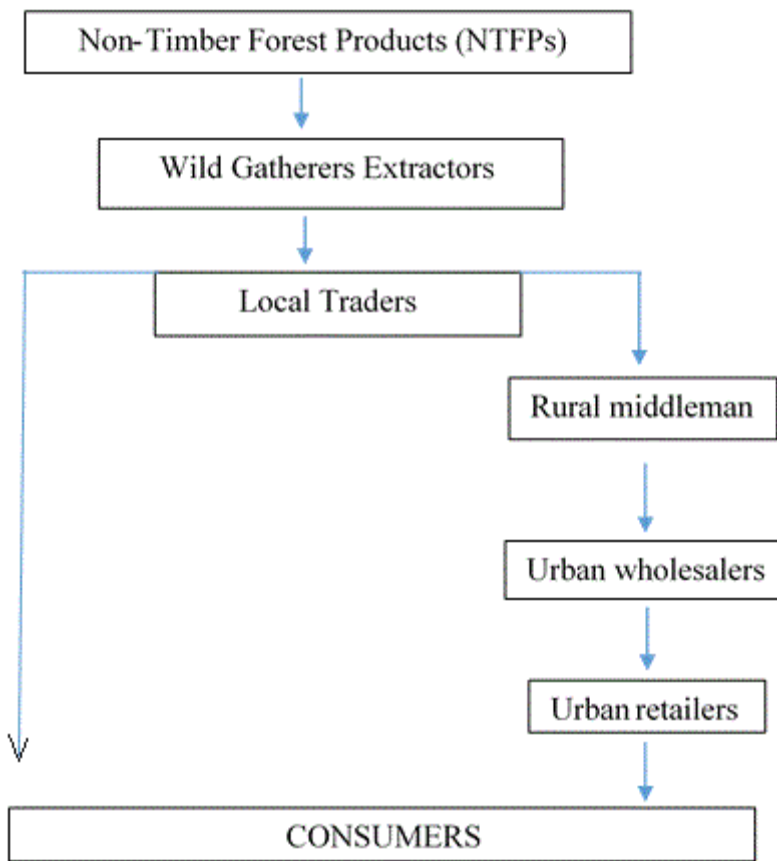 Non-Timber Forest Products (NTFPs)
Wild Gatherers Extractors
Local Traders
Rural middleman
Urban wholesalers
Urban retailers
CONSUMERS